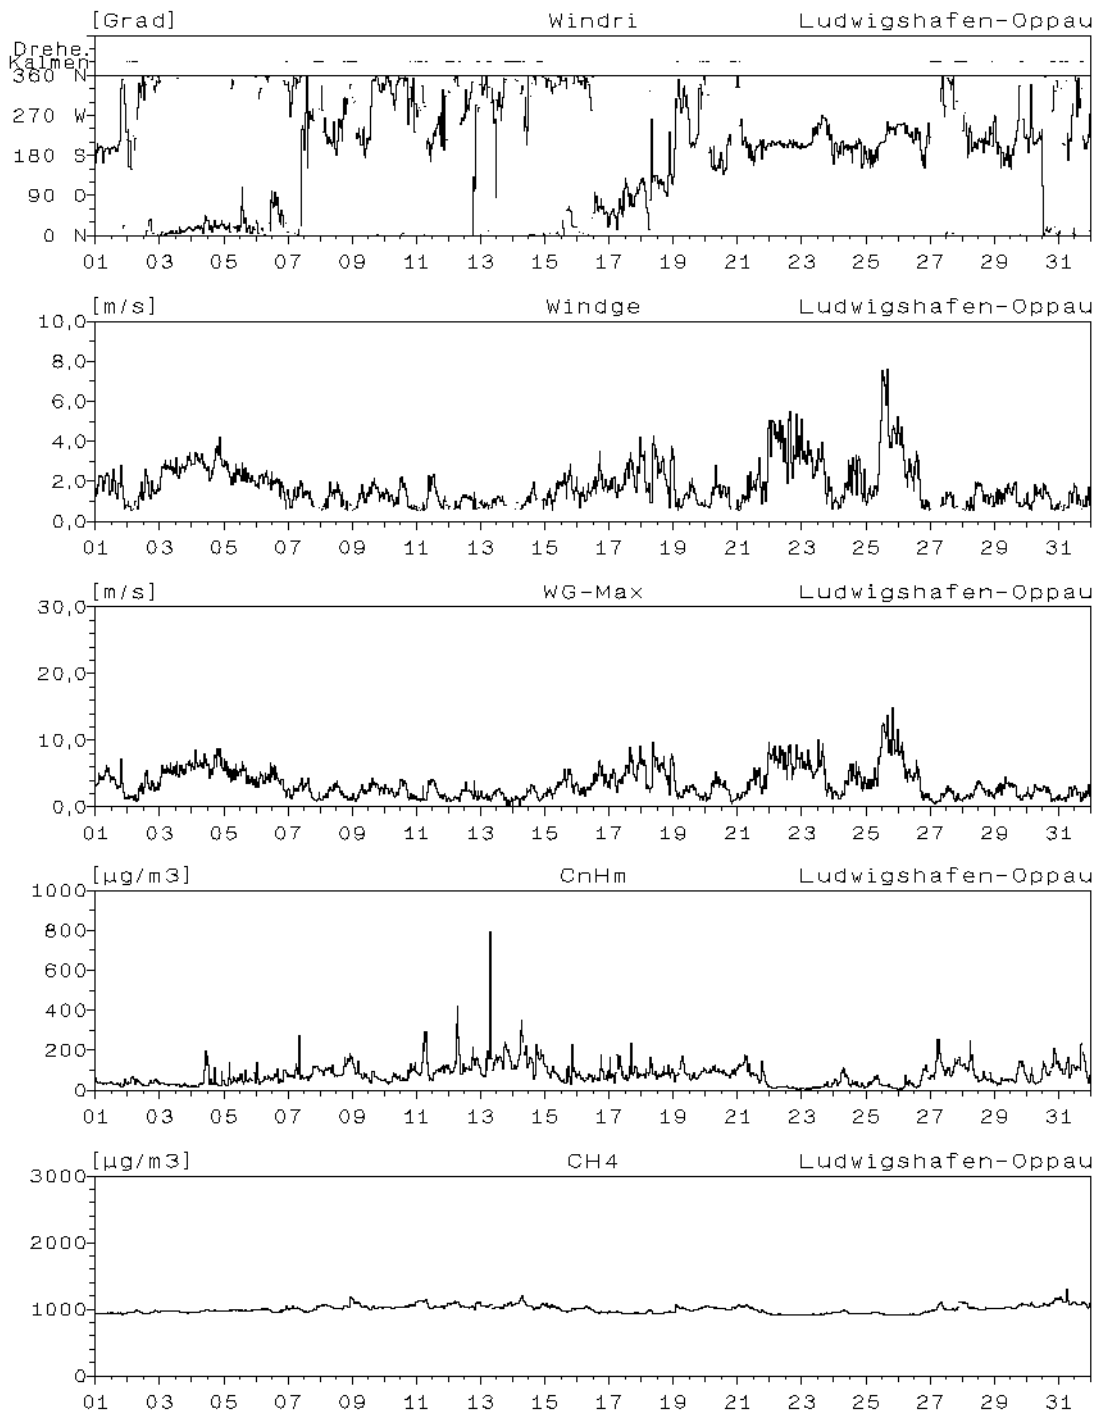 [Grad] Windri Ludwigshafen-Oppau
Drehe.
Kalmen
360 N
270 W
180 S
90 O
0 N
01 03 05 07 09 11 13 15 17 19 21 23 25 27 29 31
[m/s] Windge Ludwigshafen-Oppau
10,0
8,0
6,0
4,0
2,0
0,0
01 03 05 07 09 11 13 15 17 19 21 23 25 27 29 31
[m/s] WG-Max Ludwigshafen-Oppau
30,0
20,0
10,0
0,0
01 03 05 07 09 11 13 15 17 19 21 23 25 27 29 31
[µg/m3] CnHm Ludwigshafen-Oppau
1000
800
600
400
200
0
01 03 05 07 09 11 13 15 17 19 21 23 25 27 29 31
[µg/m3] CH4 Ludwigshafen-Oppau
3000
2000
1000
0
01 03 05 07 09 11 13 15 17 19 21 23 25 27 29 31